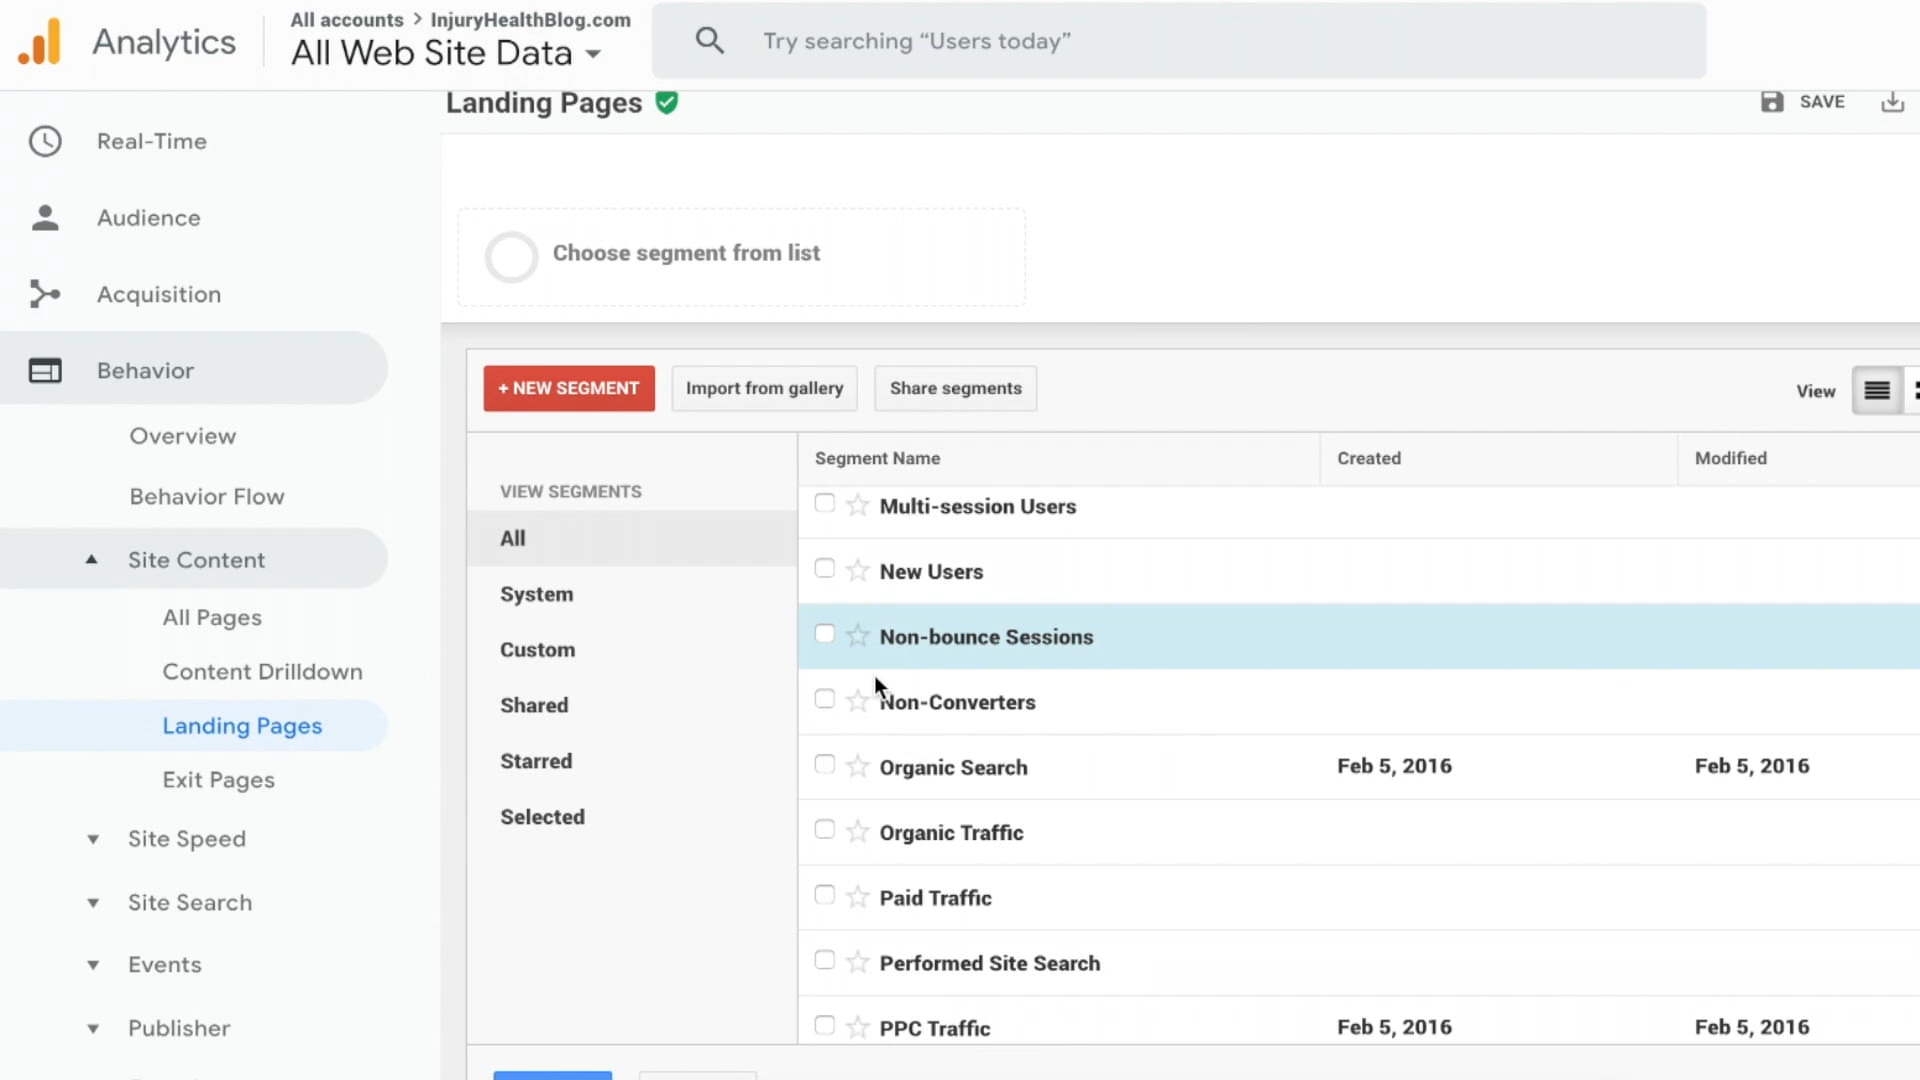 Analytics
All accounts > InjuryHealthBlog.com
All Web Site Data
Try searching “Users today”
Landing Pages
SAVE
Real-Time
Audience
Acquisition
Behavior
Overview
Behavior Flow
Site Content
All Pages
Content Drilldown
Landing Pages
Exit Pages
Site Speed
Site Search
Events
Publisher
Choose segment from list
+ NEW SEGMENT
Import from gallery
Share segments
View
VIEW SEGMENTS
All
System
Custom
Shared
Starred
Selected
Segment Name Created Modified
Multi-session Users
New Users
Non-bounce Sessions
Non-Converters
Organic Search Feb 5, 2016 Feb 5, 2016
Organic Traffic
Paid Traffic
Performed Site Search
PPC Traffic Feb 5, 2016 Feb 5, 2016